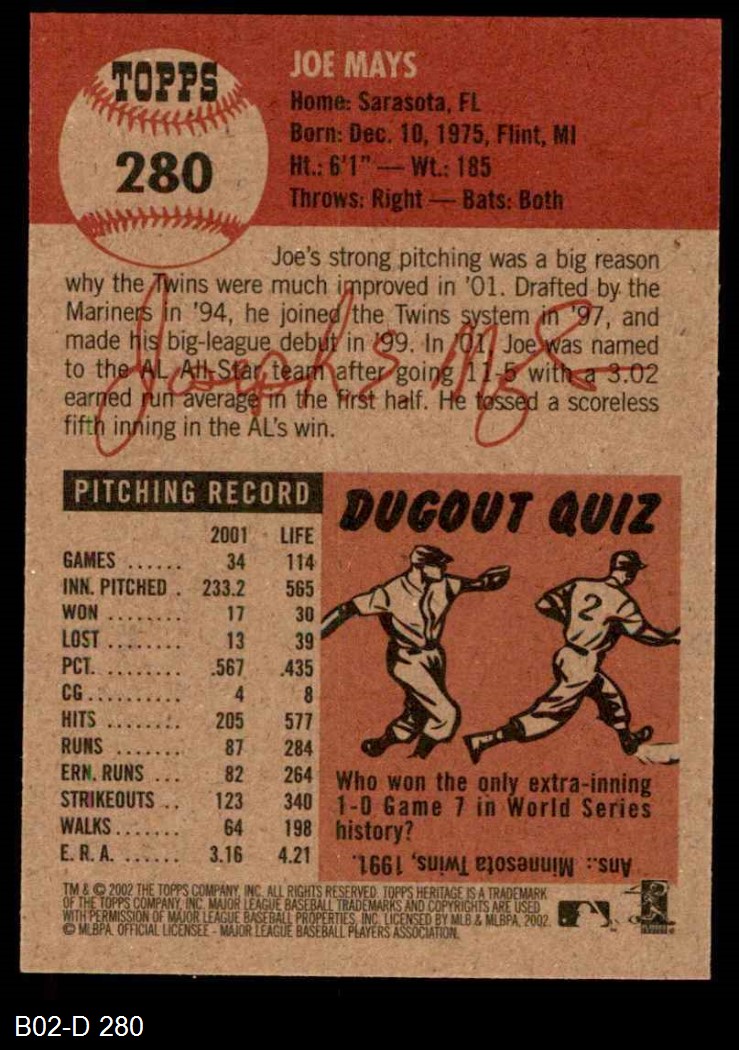 TOPPS
280
JOE MAYS
Home: Sarasota, FL
Born: Dec. 10, 1975, Flint, MI
Ht.: 6'1" — Wt.: 185
Throws: Right — Bats: Both
Joe's strong pitching was a big reason
why the Twins were much improved in '01. Drafted by the
Mariners in '94, he joined the Twins system in '97, and
made his big-league debut in '99. In '01, Joe was named
to the AL All-Star team after going 11-5 with a 3.02
earned run average in the first half. He tossed a scoreless
fifth inning in the AL's win.
PITCHING RECORD
2001 LIFE
GAMES ...... 34 114
INN. PITCHED . 233.2 565
WON ........ 17 30
LOST ........ 13 39
PCT. ......... .567 .435
CG .......... 4 8
HITS ........ 205 577
RUNS ....... 87 284
ERN. RUNS ... 82 264
STRIKEOUTS .. 123 340
WALKS ....... 64 198
E. R. A. ...... 3.16 4.21
DUGOUT QUIZ
2
Who won the only extra-inning
1-0 Game 7 in World Series
history?
Ans.: Minnesota Twins, 1991.
TM & © 2002 THE TOPPS COMPANY, INC. ALL RIGHTS RESERVED. TOPPS HERITAGE IS A TRADEMARK
OF THE TOPPS COMPANY, INC. MAJOR LEAGUE BASEBALL TRADEMARKS AND COPYRIGHTS ARE USED
WITH PERMISSION OF MAJOR LEAGUE BASEBALL PROPERTIES, INC. LICENSED BY MLB & MLBPA, 2002.
© MLBPA. OFFICIAL LICENSEE - MAJOR LEAGUE BASEBALL PLAYERS ASSOCIATION.
B02-D 280